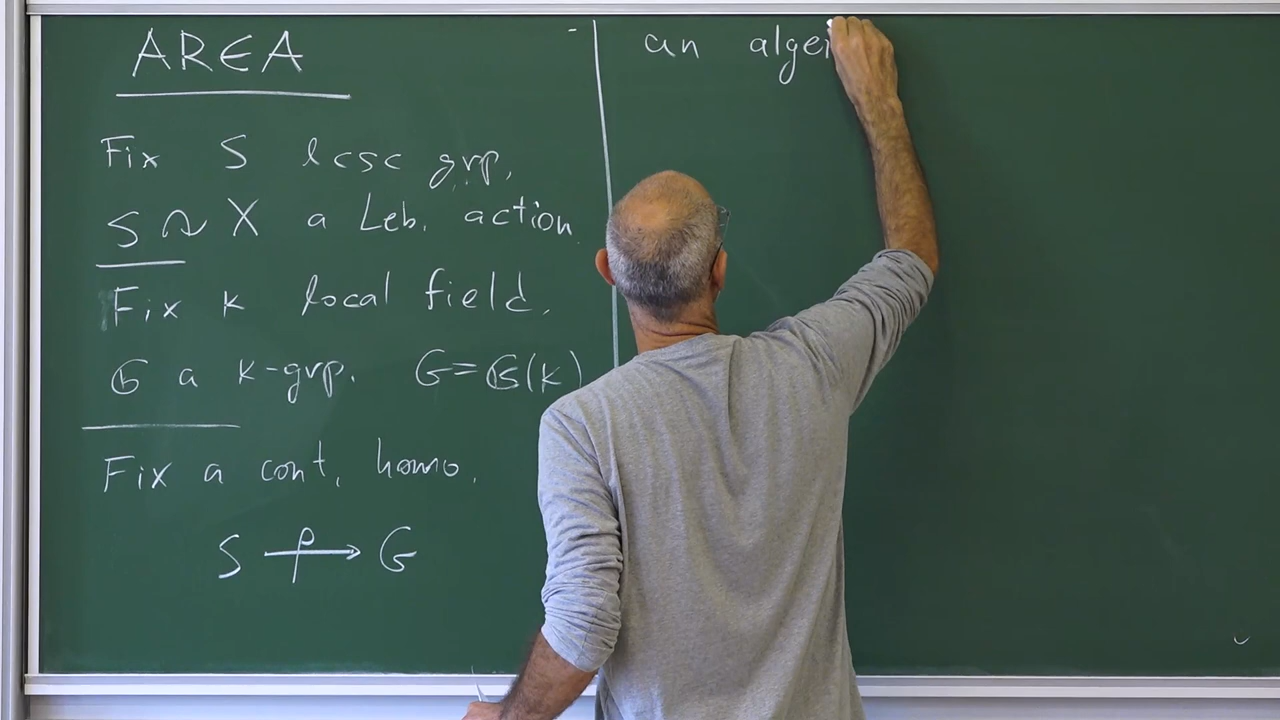 AREA
Fix S lcsc grp.
S ↷ X a Leb. action.
Fix k local field.
𝔾 a k-grp. G = 𝔾(k)
Fix a cont. homo.
S →ρ G
an alge